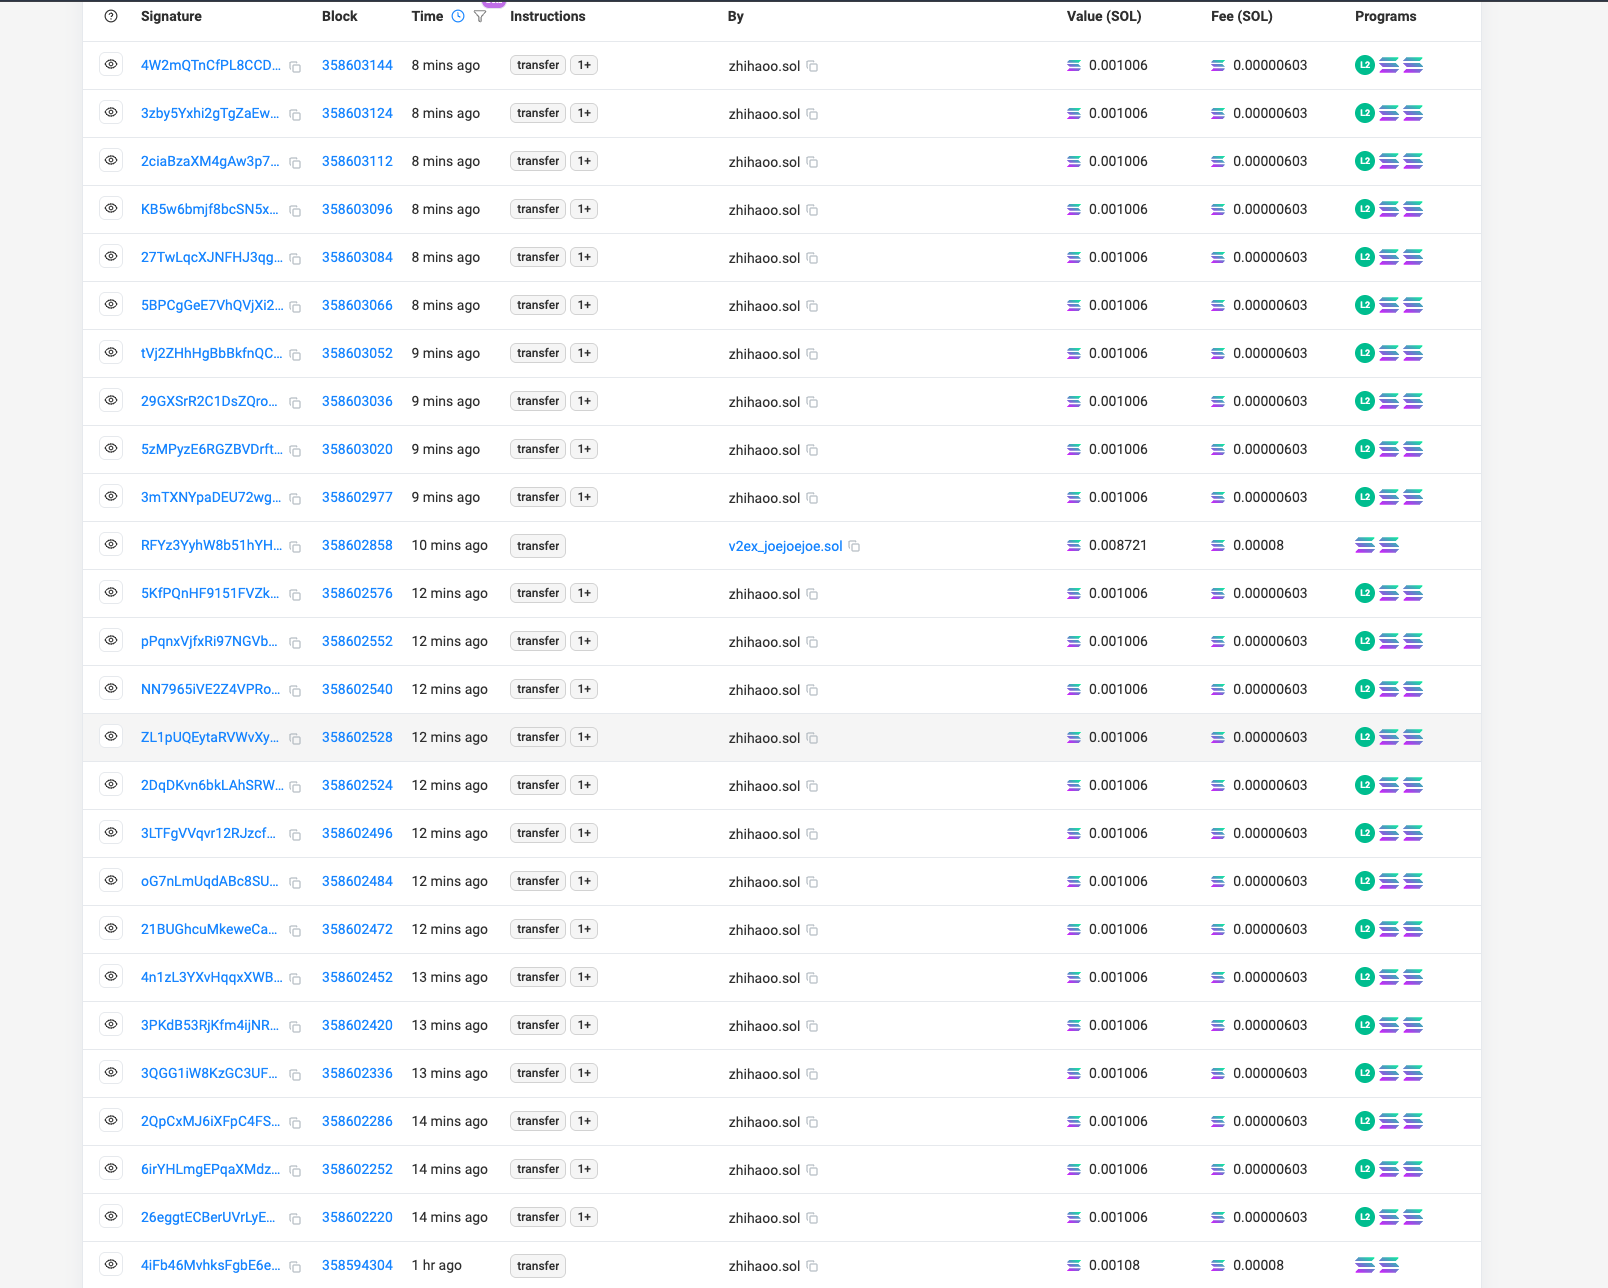 Signature Block Time Instructions By Value (SOL) Fee (SOL) Programs
4W2mQTnCfPL8CCD... 358603144 8 mins ago transfer 1+ zhihaoo.sol 0.001006 0.00000603 L2
3zby5Yxhi2gTgZaEw... 358603124 8 mins ago transfer 1+ zhihaoo.sol 0.001006 0.00000603 L2
2ciaBzaXM4gAw3p7... 358603112 8 mins ago transfer 1+ zhihaoo.sol 0.001006 0.00000603 L2
KB5w6bmjf8bcSN5x... 358603096 8 mins ago transfer 1+ zhihaoo.sol 0.001006 0.00000603 L2
27TwLqcXJNFHJ3qg... 358603084 8 mins ago transfer 1+ zhihaoo.sol 0.001006 0.00000603 L2
5BPCgGeE7VhQVjXi2... 358603066 8 mins ago transfer 1+ zhihaoo.sol 0.001006 0.00000603 L2
tVj2ZHhHgBbBkfnQC... 358603052 9 mins ago transfer 1+ zhihaoo.sol 0.001006 0.00000603 L2
29GXSrR2C1DsZQro... 358603036 9 mins ago transfer 1+ zhihaoo.sol 0.001006 0.00000603 L2
5zMPyzE6RGZBVDrft... 358603020 9 mins ago transfer 1+ zhihaoo.sol 0.001006 0.00000603 L2
3mTXNYpaDEU72wg... 358602977 9 mins ago transfer 1+ zhihaoo.sol 0.001006 0.00000603 L2
RFYz3YyhW8b51hYH... 358602858 10 mins ago transfer v2ex_joejoejoe.sol 0.008721 0.00008
5KfPQnHF9151FVZk... 358602576 12 mins ago transfer 1+ zhihaoo.sol 0.001006 0.00000603 L2
pPqnxVjfxRi97NGVb... 358602552 12 mins ago transfer 1+ zhihaoo.sol 0.001006 0.00000603 L2
NN7965iVE2Z4VPRo... 358602540 12 mins ago transfer 1+ zhihaoo.sol 0.001006 0.00000603 L2
ZL1pUQEytaRVWvXy... 358602528 12 mins ago transfer 1+ zhihaoo.sol 0.001006 0.00000603 L2
2DqDKvn6bkLAhSRW... 358602524 12 mins ago transfer 1+ zhihaoo.sol 0.001006 0.00000603 L2
3LTFgVVqvr12RJzcf... 358602496 12 mins ago transfer 1+ zhihaoo.sol 0.001006 0.00000603 L2
oG7nLmUqdABc8SU... 358602484 12 mins ago transfer 1+ zhihaoo.sol 0.001006 0.00000603 L2
21BUGhcuMkeweCa... 358602472 12 mins ago transfer 1+ zhihaoo.sol 0.001006 0.00000603 L2
4n1zL3YXvHqqxXWB... 358602452 13 mins ago transfer 1+ zhihaoo.sol 0.001006 0.00000603 L2
3PKdB53RjKfm4ijNR... 358602420 13 mins ago transfer 1+ zhihaoo.sol 0.001006 0.00000603 L2
3QGG1iW8KzGC3UF... 358602336 13 mins ago transfer 1+ zhihaoo.sol 0.001006 0.00000603 L2
2QpCxMJ6iXFpC4FS... 358602286 14 mins ago transfer 1+ zhihaoo.sol 0.001006 0.00000603 L2
6irYHLmgEPqaXMdz... 358602252 14 mins ago transfer 1+ zhihaoo.sol 0.001006 0.00000603 L2
26eggtECBerUVrLyE... 358602220 14 mins ago transfer 1+ zhihaoo.sol 0.001006 0.00000603 L2
4iFb46MvhksFgbE6e... 358594304 1 hr ago transfer zhihaoo.sol 0.00108 0.00008